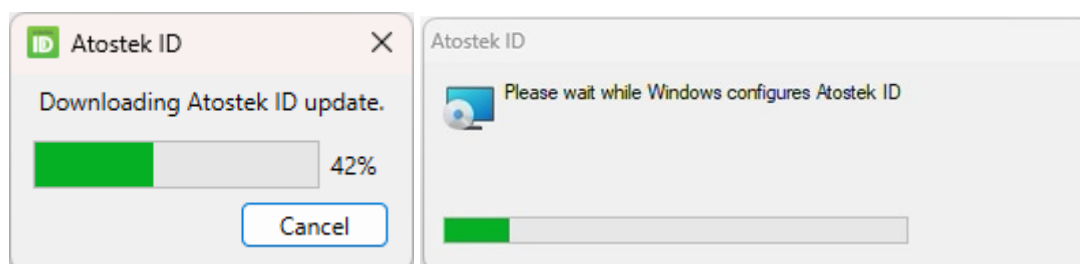 ID Atostek ID
Downloading Atostek ID update.
42%
Cancel
Atostek ID
Please wait while Windows configures Atostek ID